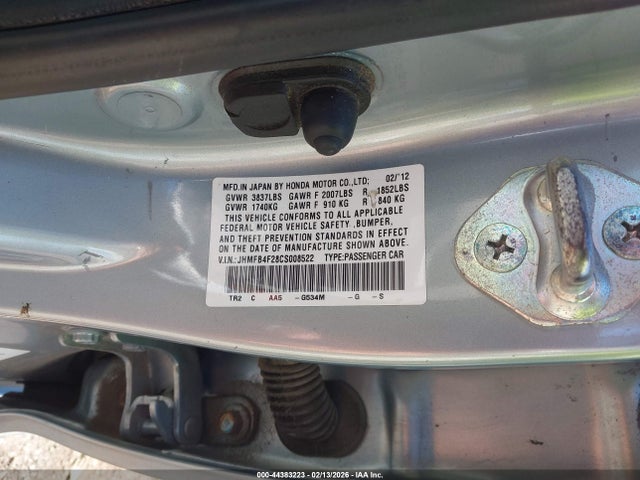 MFD.IN JAPAN BY HONDA MOTOR CO.,LTD; 02/'12
GVWR 3837LBS GAWR F 2007LBS R 1852LBS
GVWR 1740KG GAWR F 910 KG R 840 KG
THIS VEHICLE CONFORMS TO ALL APPLICABLE
FEDERAL MOTOR VEHICLE SAFETY ,BUMPER,
AND THEFT PREVENTION STANDARDS IN EFFECT
ON THE DATE OF MANUFACTURE SHOWN ABOVE.
V.I.N.: JHMFB4F28CS008522 TYPE:PASSENGER CAR
TR2 C AA5 -G534M -G -S
000-44383223 - 02/13/2026 - IAA Inc.